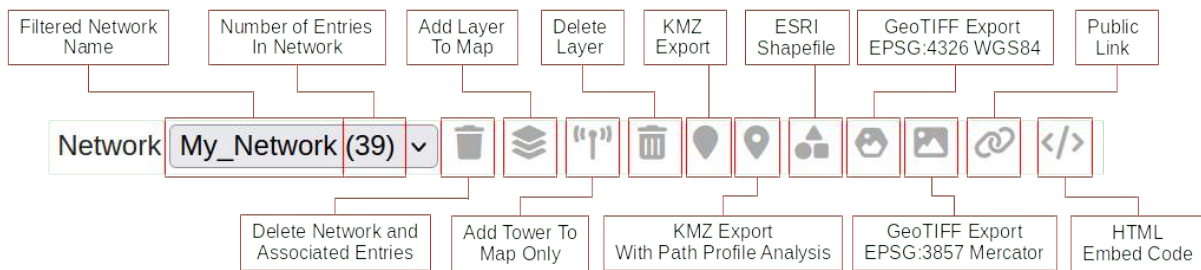 Filtered Network
Name
Number of Entries
In Network
Add Layer
To Map
Delete
Layer
KMZ
Export
ESRI
Shapefile
GeoTIFF Export
EPSG:4326 WGS84
Public
Link
Network My_Network (39)
</>
Delete Network and
Associated Entries
Add Tower To
Map Only
KMZ Export
With Path Profile Analysis
GeoTIFF Export
EPSG:3857 Mercator
HTML
Embed Code